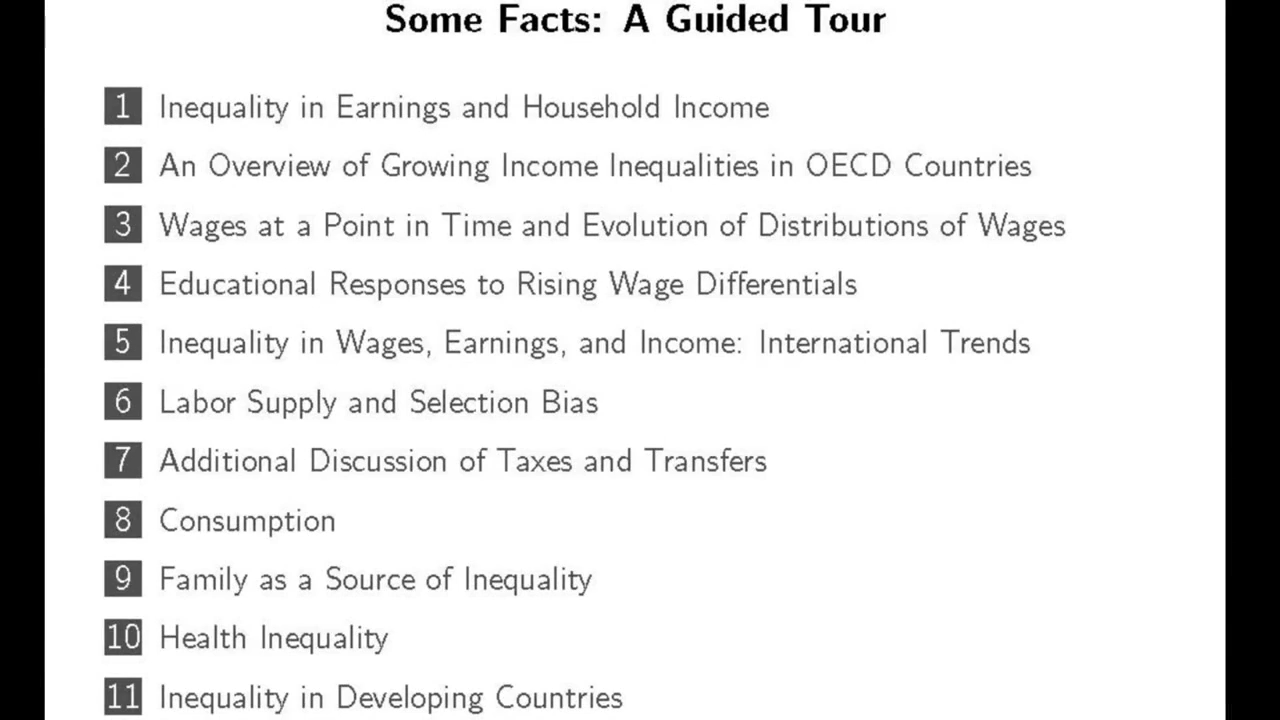 Some Facts: A Guided Tour
1 Inequality in Earnings and Household Income
2 An Overview of Growing Income Inequalities in OECD Countries
3 Wages at a Point in Time and Evolution of Distributions of Wages
4 Educational Responses to Rising Wage Differentials
5 Inequality in Wages, Earnings, and Income: International Trends
6 Labor Supply and Selection Bias
7 Additional Discussion of Taxes and Transfers
8 Consumption
9 Family as a Source of Inequality
10 Health Inequality
11 Inequality in Developing Countries